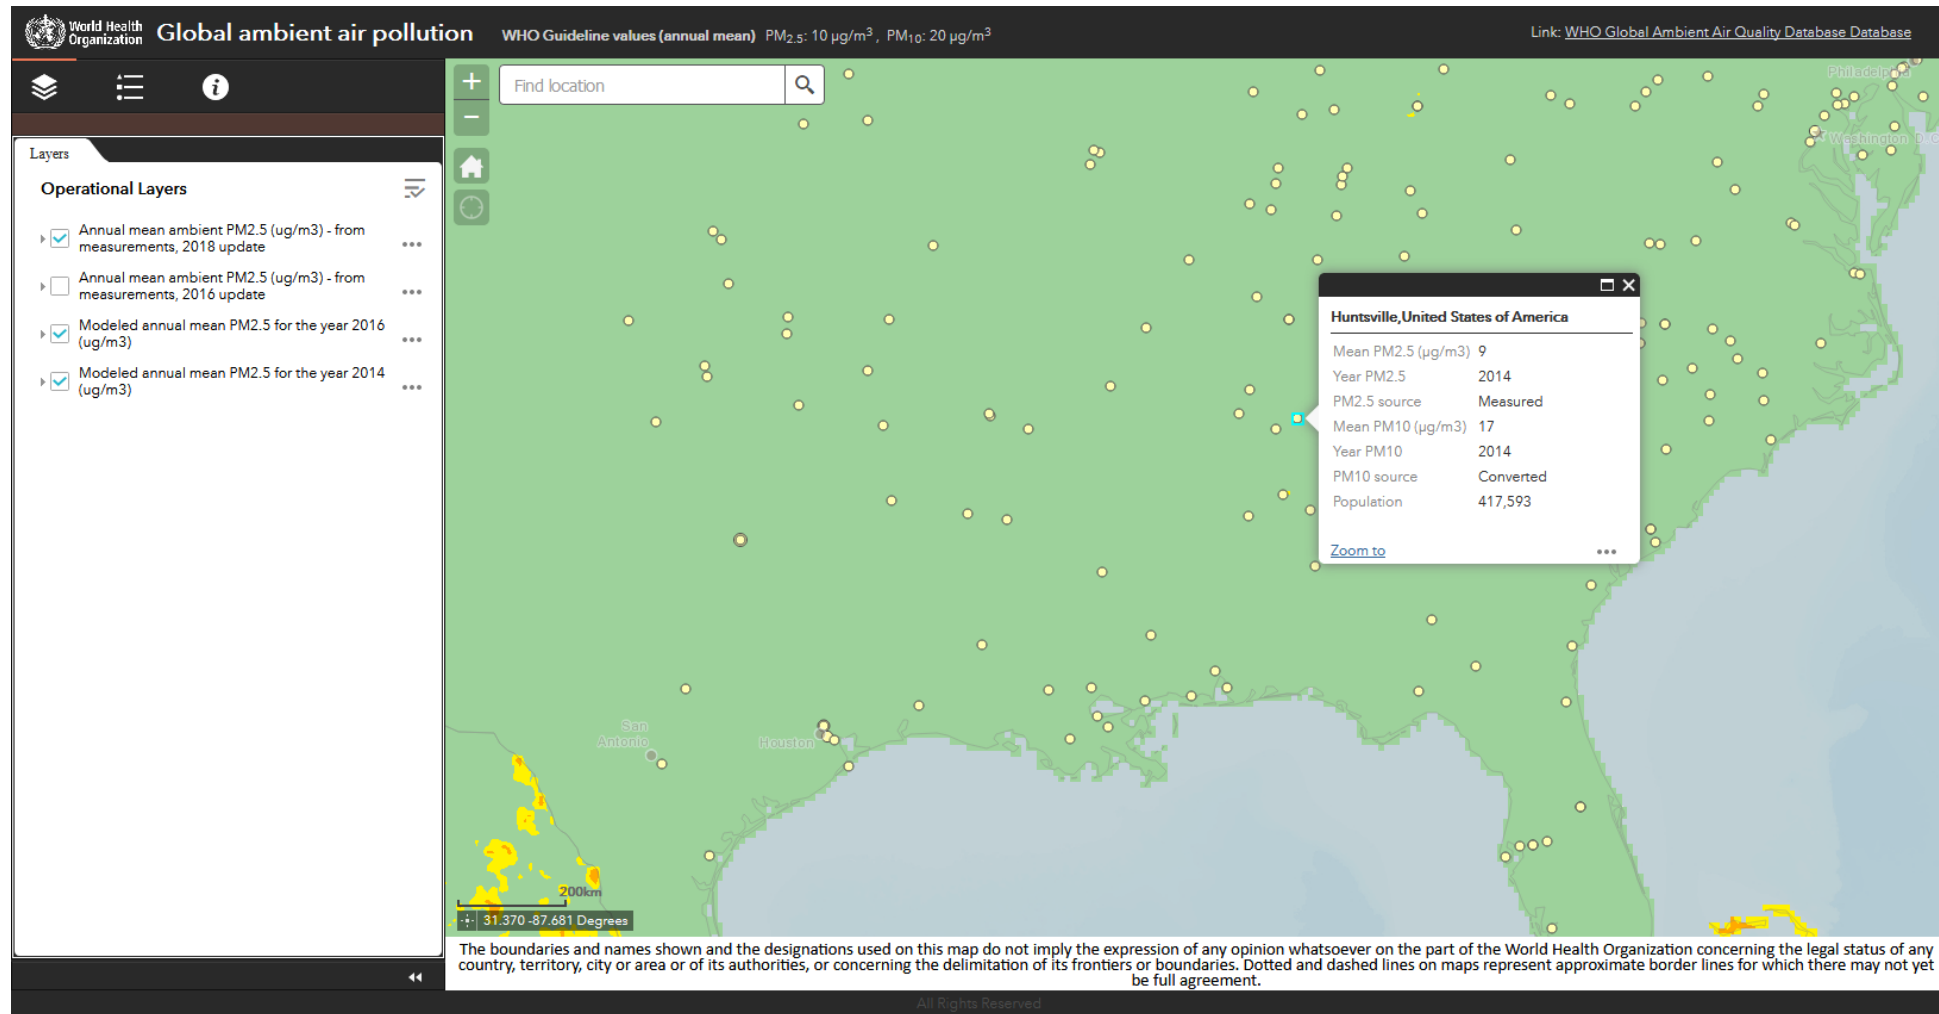 World Health
Organization
Global ambient air pollution
WHO Guideline values (annual mean) PM2.5: 10 µg/m³, PM10: 20 µg/m³
Link: WHO Global Ambient Air Quality Database Database
Find location
Layers
Operational Layers
Annual mean ambient PM2.5 (ug/m3) - from
measurements, 2018 update
Annual mean ambient PM2.5 (ug/m3) - from
measurements, 2016 update
Modeled annual mean PM2.5 for the year 2016
(ug/m3)
Modeled annual mean PM2.5 for the year 2014
(ug/m3)
Philadelphia
Washington D.C.
Huntsville,United States of America
Mean PM2.5 (µg/m3) 9
Year PM2.5 2014
PM2.5 source Measured
Mean PM10 (µg/m3) 17
Year PM10 2014
PM10 source Converted
Population 417,593
Zoom to
San
Antonio
Houston
200km
31.370 -87.681 Degrees
The boundaries and names shown and the designations used on this map do not imply the expression of any opinion whatsoever on the part of the World Health Organization concerning the legal status of any
country, territory, city or area or of its authorities, or concerning the delimitation of its frontiers or boundaries. Dotted and dashed lines on maps represent approximate border lines for which there may not yet
be full agreement.
All Rights Reserved